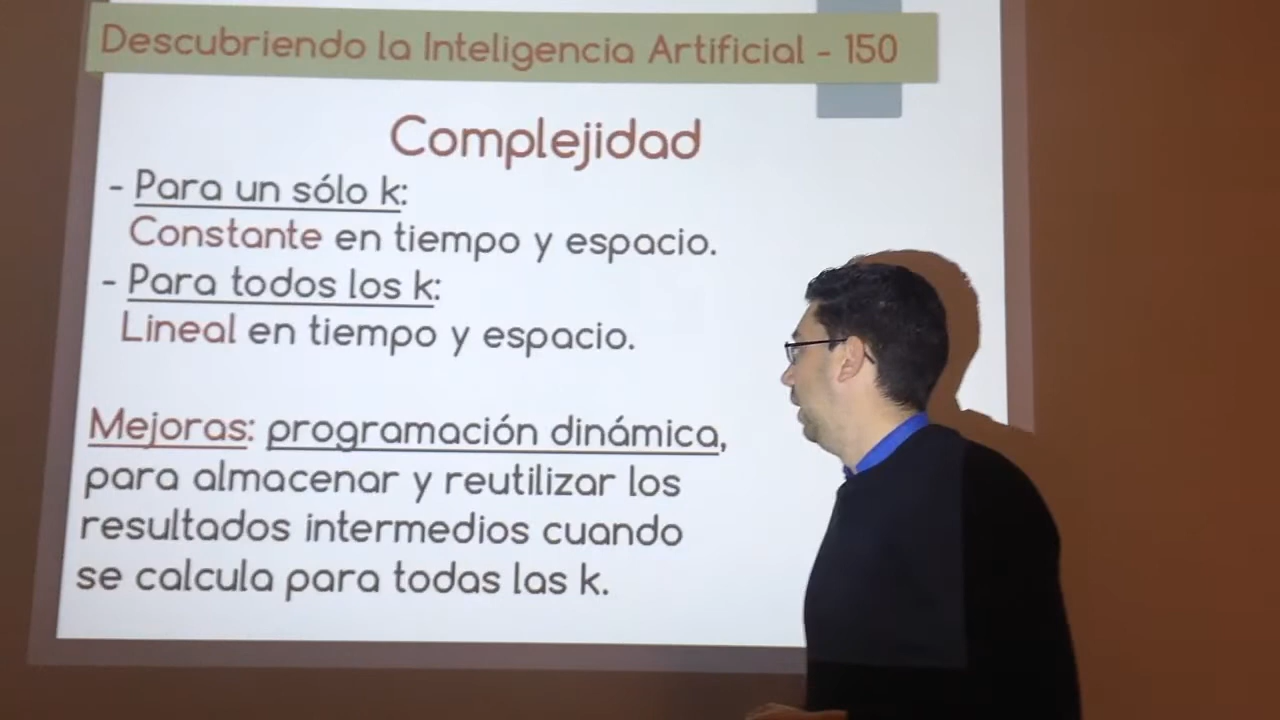 Descubriendo la Inteligencia Artificial - 150
Complejidad
- Para un sólo k:
Constante en tiempo y espacio.
- Para todos los k:
Lineal en tiempo y espacio.
Mejoras: programación dinámica,
para almacenar y reutilizar los
resultados intermedios cuando
se calcula para todas las k.